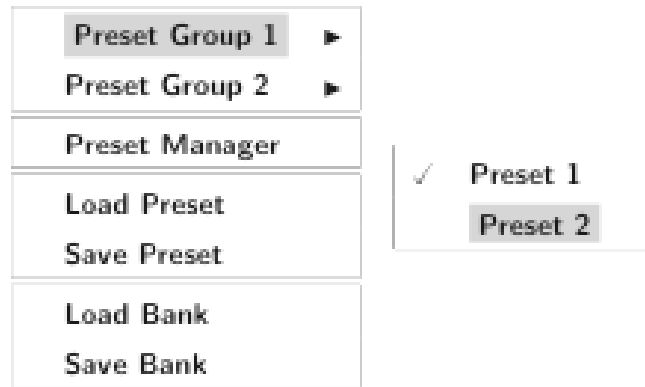 Preset Group 1
Preset Group 2
Preset Manager
Load Preset
Save Preset
Load Bank
Save Bank
Preset 1
Preset 2